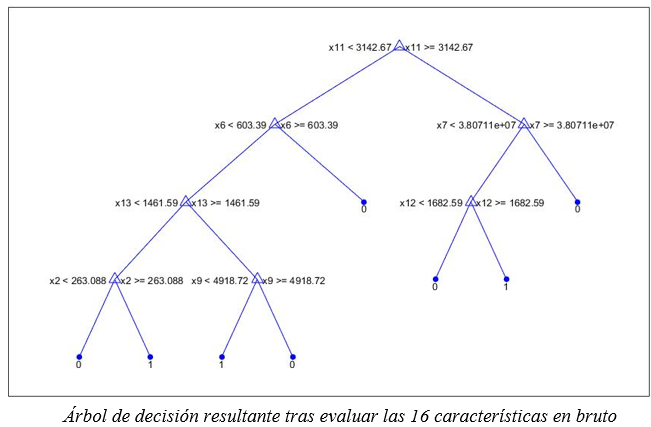 x11 < 3142.67 x11 >= 3142.67
x6 < 603.39 x6 >= 603.39 x7 < 3.80711e+07 x7 >= 3.80711e+07
x13 < 1461.59 x13 >= 1461.59 0 x12 < 1682.59 x12 >= 1682.59 0
x2 < 263.088 x2 >= 263.088 x9 < 4918.72 x9 >= 4918.72 0 1
0 1 1 0
Árbol de decisión resultante tras evaluar las 16 características en bruto